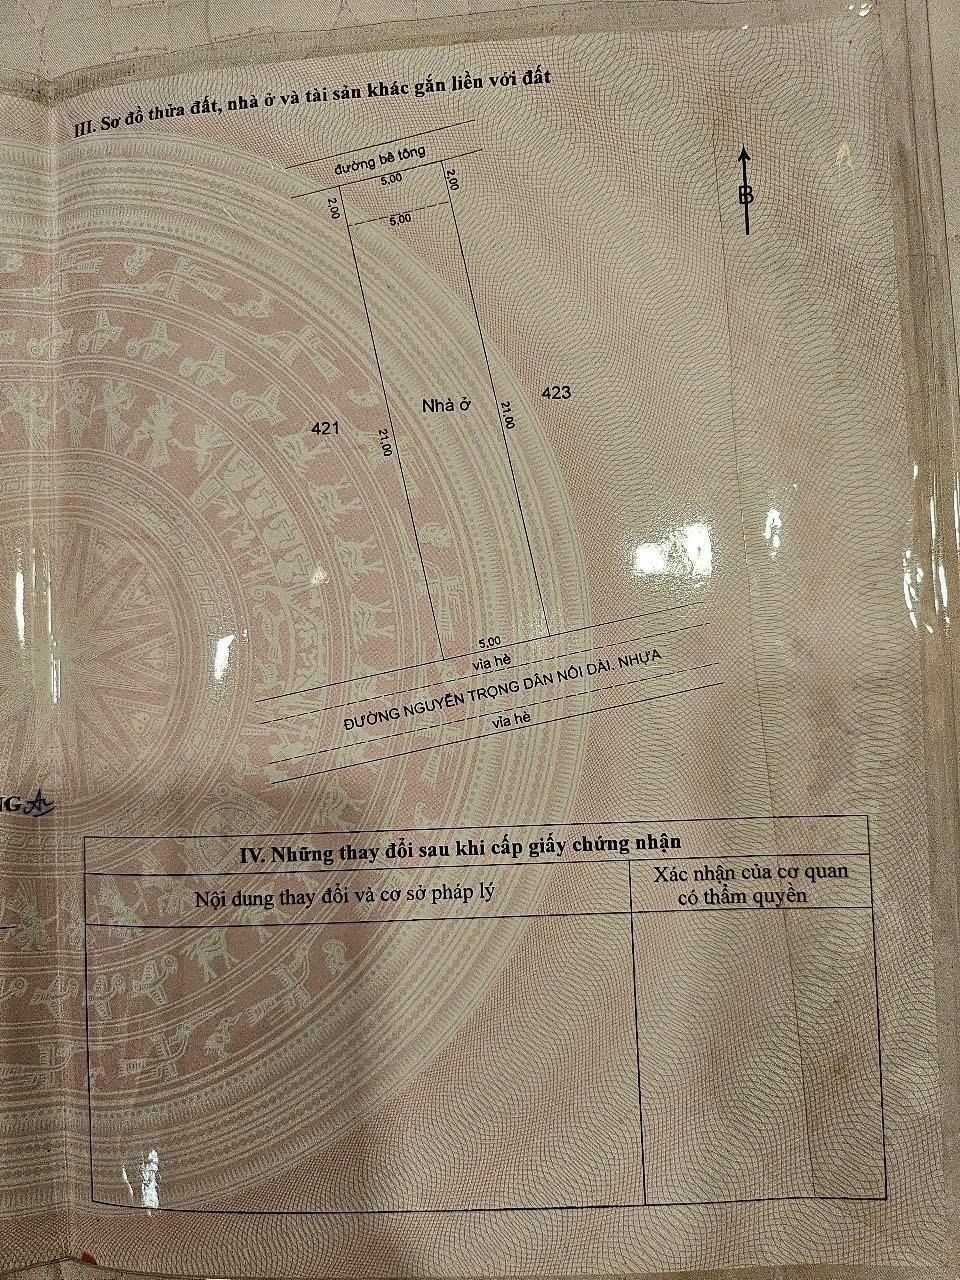 III. Sơ đồ thửa đất, nhà ở và tài sản khác gắn liền với đất
đường bê tông
5,00
2,00
2,00
5,00
B
Nhà ở
423
421
21,00
21,00
5,00
vỉa hè
ĐƯỜNG NGUYỄN TRỌNG DÂN NỐI DÀI. NHỰA
vỉa hè
NG
IV. Những thay đổi sau khi cấp giấy chứng nhận
Nội dung thay đổi và cơ sở pháp lý
Xác nhận của cơ quan
có thẩm quyền